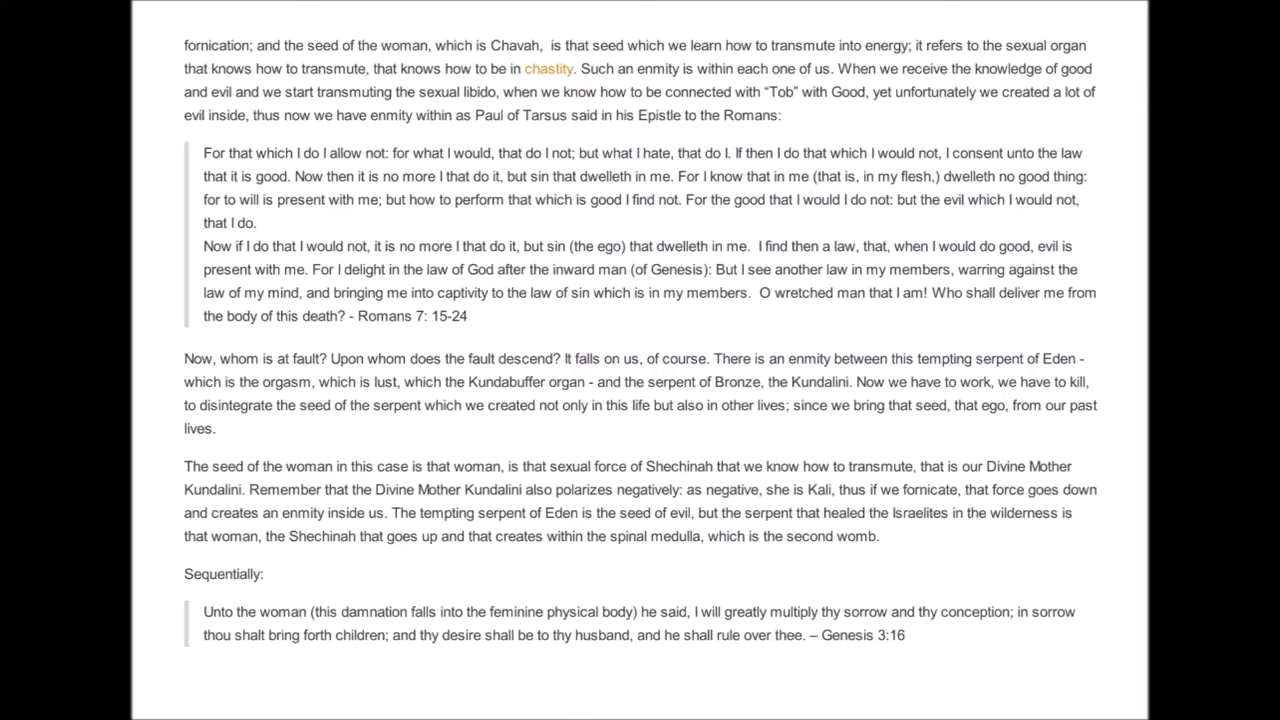 fornication; and the seed of the woman, which is Chavah,  is that seed which we learn how to transmute into energy; it refers to the sexual organ
that knows how to transmute, that knows how to be in chastity. Such an enmity is within each one of us. When we receive the knowledge of good
and evil and we start transmuting the sexual libido, when we know how to be connected with “Tob” with Good, yet unfortunately we created a lot of
evil inside, thus now we have enmity within as Paul of Tarsus said in his Epistle to the Romans:
For that which I do I allow not: for what I would, that do I not; but what I hate, that do I. If then I do that which I would not, I consent unto the law
that it is good. Now then it is no more I that do it, but sin that dwelleth in me. For I know that in me (that is, in my flesh,) dwelleth no good thing:
for to will is present with me; but how to perform that which is good I find not. For the good that I would I do not: but the evil which I would not,
that I do.
Now if I do that I would not, it is no more I that do it, but sin (the ego) that dwelleth in me.  I find then a law, that, when I would do good, evil is
present with me. For I delight in the law of God after the inward man (of Genesis): But I see another law in my members, warring against the
law of my mind, and bringing me into captivity to the law of sin which is in my members.  O wretched man that I am! Who shall deliver me from
the body of this death? - Romans 7: 15-24
Now, whom is at fault? Upon whom does the fault descend? It falls on us, of course. There is an enmity between this tempting serpent of Eden -
which is the orgasm, which is lust, which the Kundabuffer organ - and the serpent of Bronze, the Kundalini. Now we have to work, we have to kill,
to disintegrate the seed of the serpent which we created not only in this life but also in other lives; since we bring that seed, that ego, from our past
lives.
The seed of the woman in this case is that woman, is that sexual force of Shechinah that we know how to transmute, that is our Divine Mother
Kundalini. Remember that the Divine Mother Kundalini also polarizes negatively: as negative, she is Kali, thus if we fornicate, that force goes down
and creates an enmity inside us. The tempting serpent of Eden is the seed of evil, but the serpent that healed the Israelites in the wilderness is
that woman, the Shechinah that goes up and that creates within the spinal medulla, which is the second womb.
Sequentially:
Unto the woman (this damnation falls into the feminine physical body) he said, I will greatly multiply thy sorrow and thy conception; in sorrow
thou shalt bring forth children; and thy desire shall be to thy husband, and he shall rule over thee. – Genesis 3:16